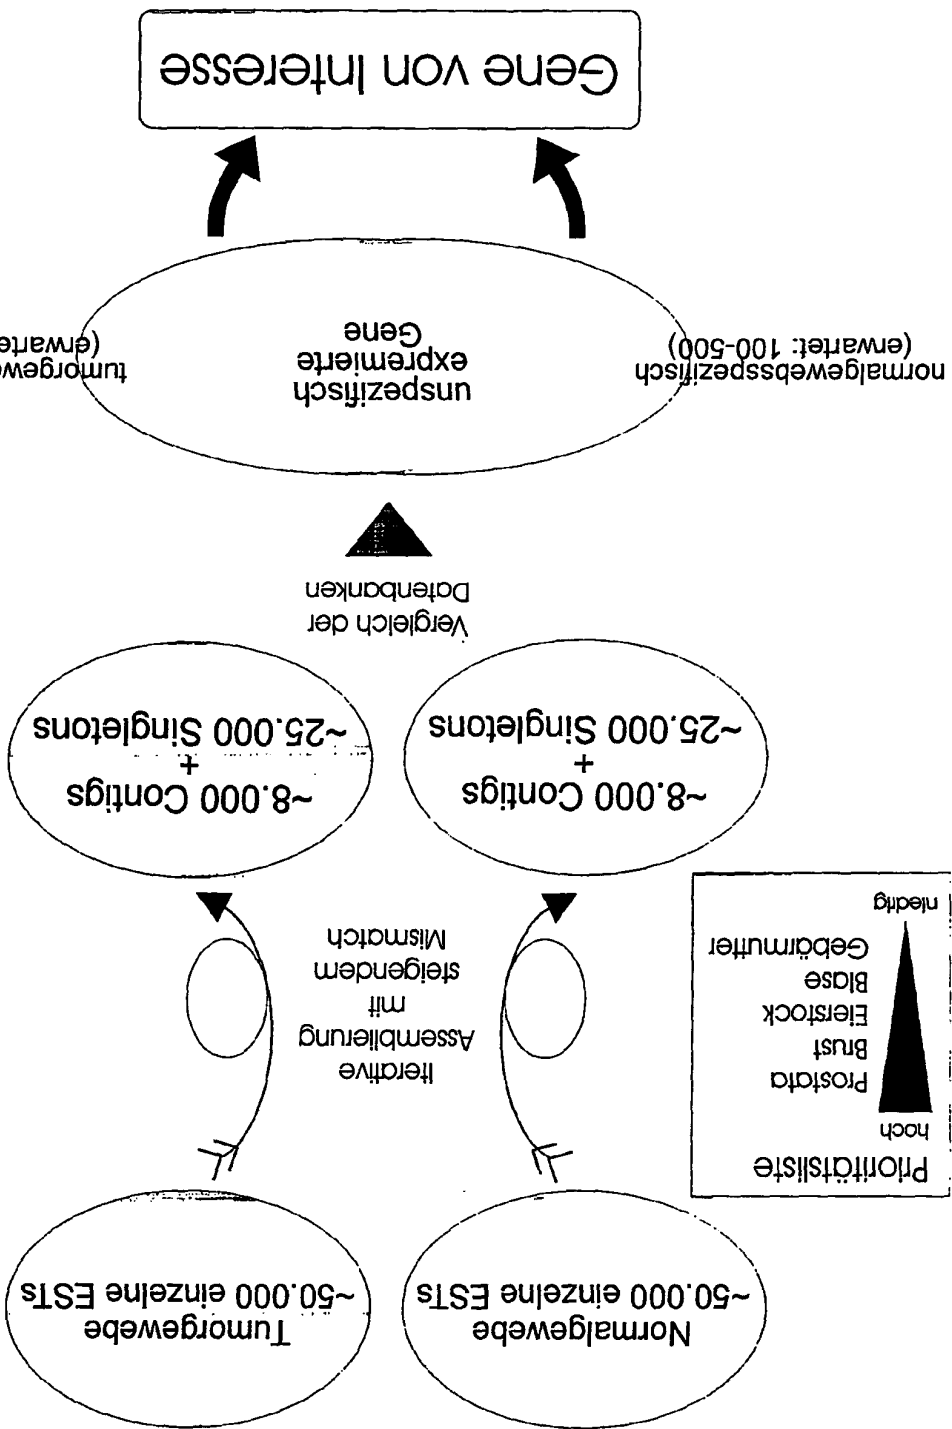 Normalgewebe
~50.000 einzelne ESTs
Tumorgewebe
~50.000 einzelne ESTs
Prioritätsliste
hoch
Prostata
Brust
Eierstock
Blase
Gebärmutter
niedrig
Iterative
Assemblierung
mit
steigendem
Mismatch
~8.000 Contigs
+
~25.000 Singletons
~8.000 Contigs
+
~25.000 Singletons
Vergleich der
Datenbanken
normalgewebsspezifisch
(erwartet: 100-500)
unspezifisch
exprimierte
Gene
Gene von Interesse